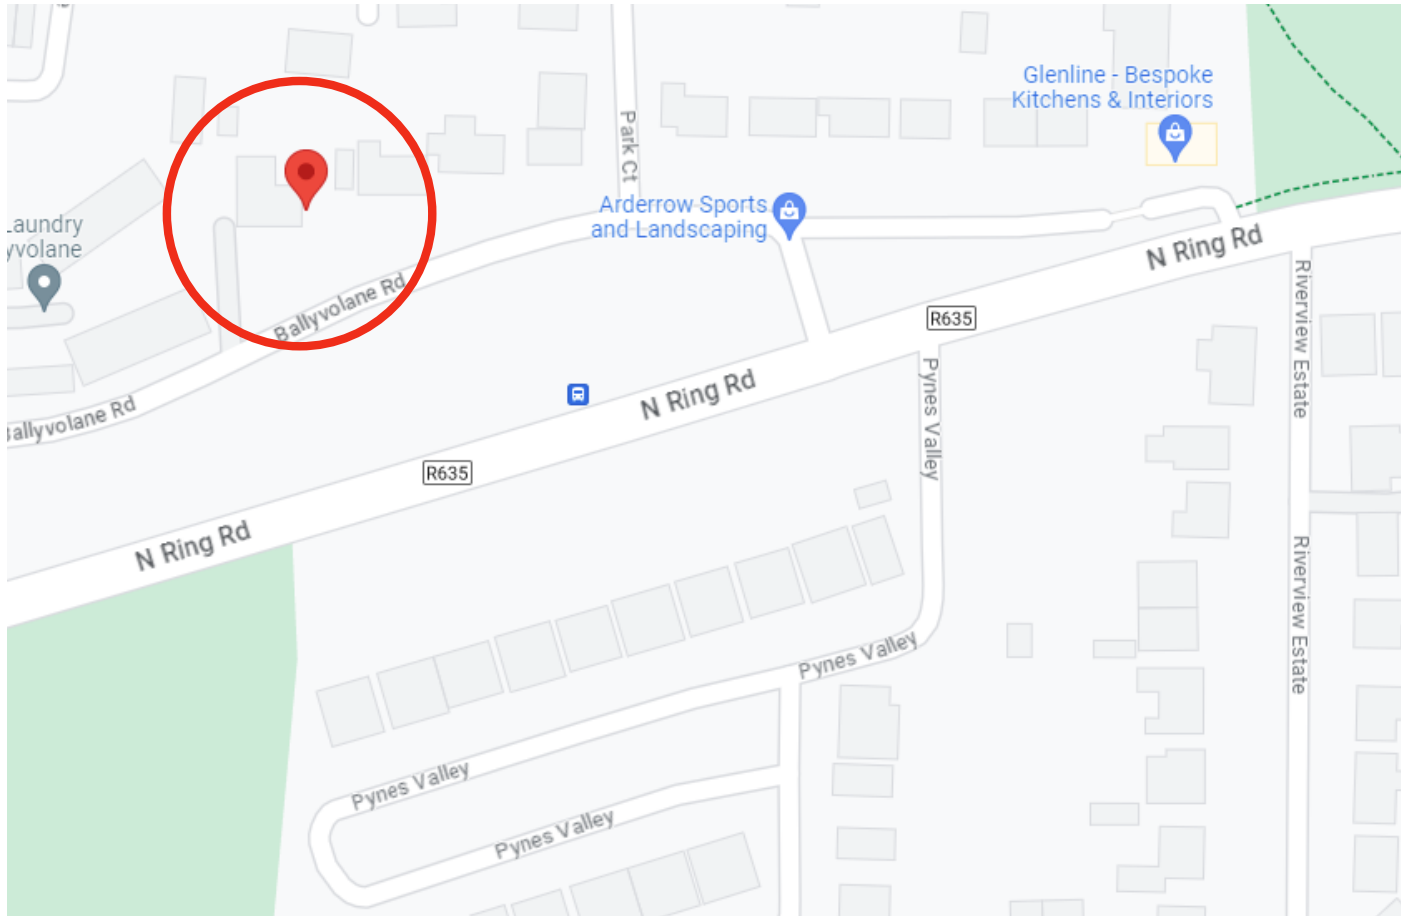 Glenline - Bespoke
Kitchens & Interiors
Park Ct
Arderrow Sports
and Landscaping
Laundry
yvolane
N Ring Rd
Ballyvolane Rd
R635
Riverview Estate
Pynes Valley
N Ring Rd
Ballyvolane Rd
R635
N Ring Rd
Riverview Estate
Pynes Valley
Pynes Valley
Pynes Valley